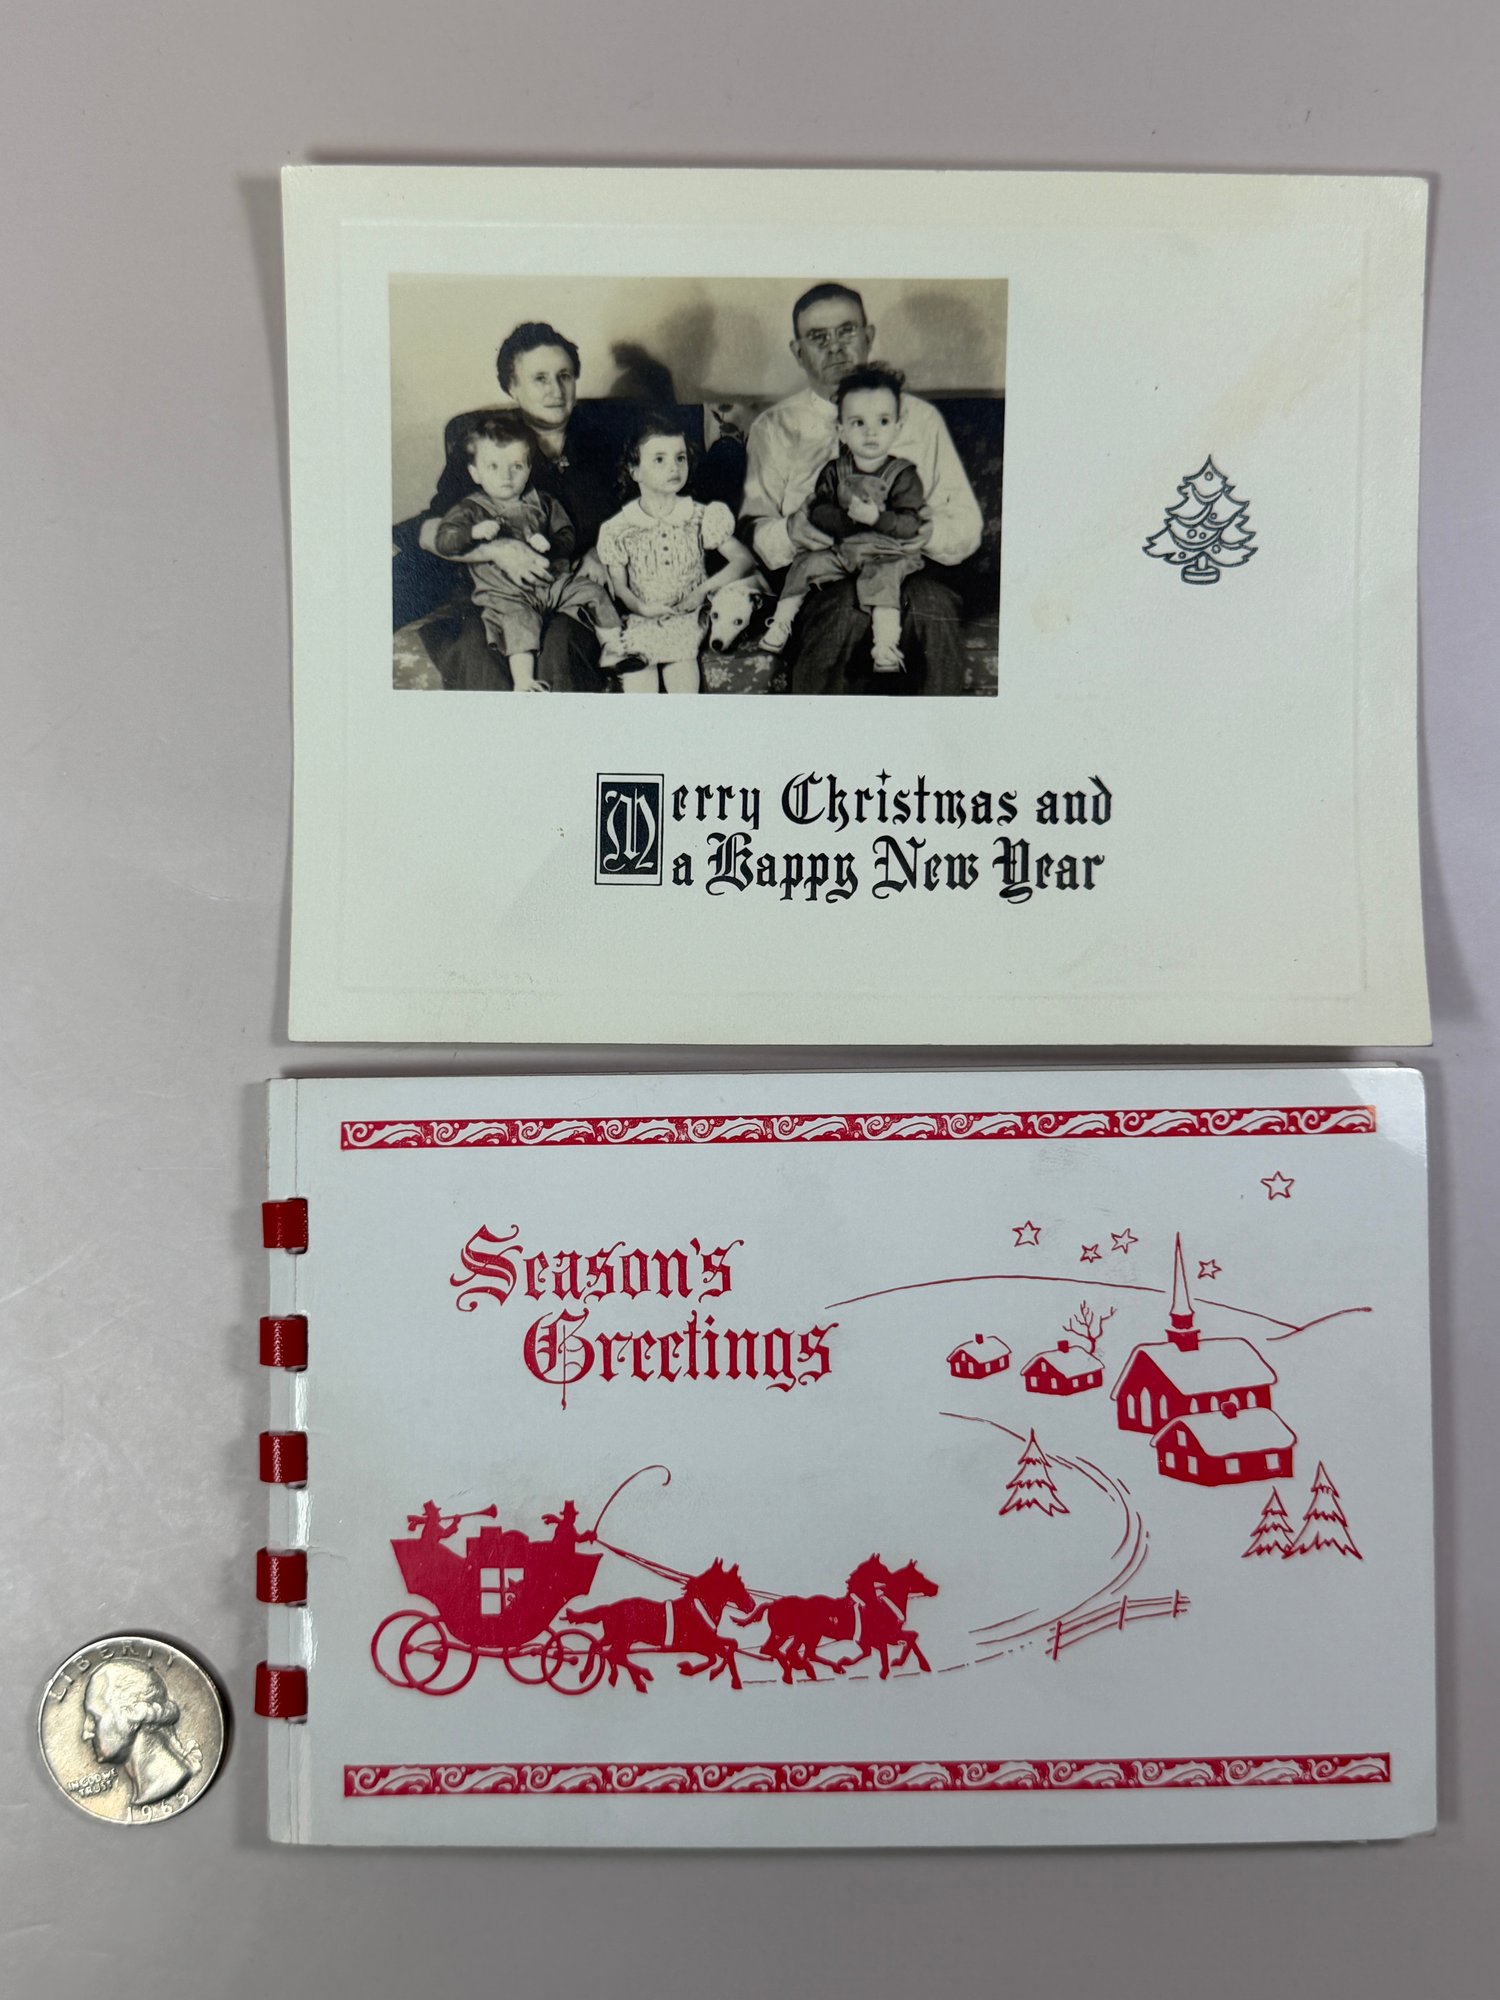 Merry Christmas and
a Happy New Year
Season's
Greetings
LIBERTY
IN GOD WE
TRUST
1965